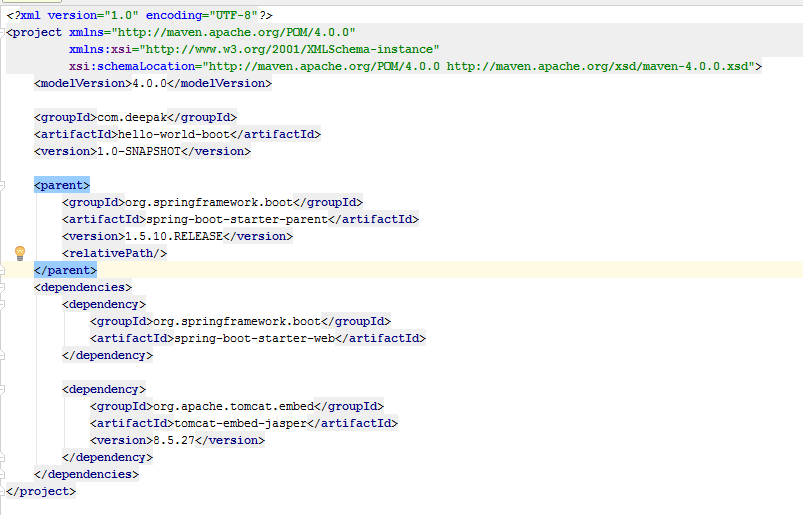 <?xml version="1.0" encoding="UTF-8"?>
<project xmlns="http://maven.apache.org/POM/4.0.0"
         xmlns:xsi="http://www.w3.org/2001/XMLSchema-instance"
         xsi:schemaLocation="http://maven.apache.org/POM/4.0.0 http://maven.apache.org/xsd/maven-4.0.0.xsd">
    <modelVersion>4.0.0</modelVersion>

    <groupId>com.deepak</groupId>
    <artifactId>hello-world-boot</artifactId>
    <version>1.0-SNAPSHOT</version>

    <parent>
        <groupId>org.springframework.boot</groupId>
        <artifactId>spring-boot-starter-parent</artifactId>
        <version>1.5.10.RELEASE</version>
        <relativePath/>
    </parent>
    <dependencies>
        <dependency>
            <groupId>org.springframework.boot</groupId>
            <artifactId>spring-boot-starter-web</artifactId>
        </dependency>

        <dependency>
            <groupId>org.apache.tomcat.embed</groupId>
            <artifactId>tomcat-embed-jasper</artifactId>
            <version>8.5.27</version>
        </dependency>
    </dependencies>
</project>